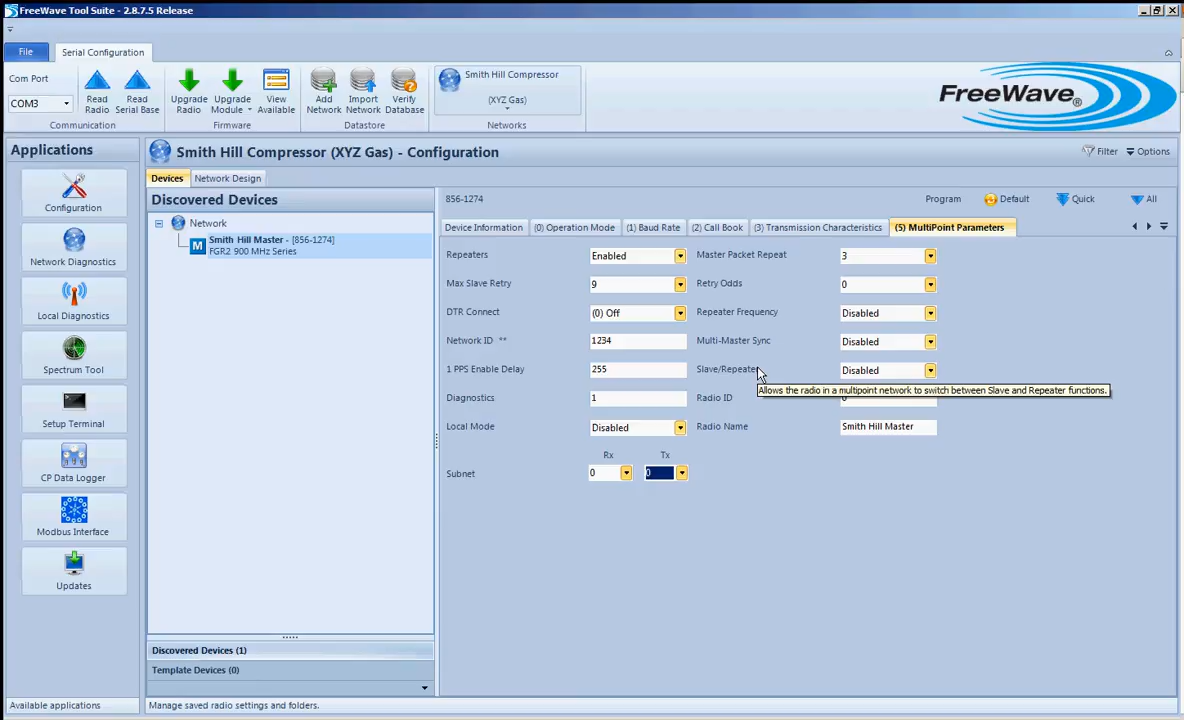 FreeWave Tool Suite - 2.8.7.5 Release
File
Serial Configuration
Com Port
COM3
Read Radio
Read Serial Base
Communication
Upgrade Radio
Upgrade Module
View Available
Firmware
Add Network
Import Network
Verify Database
Datastore
Smith Hill Compressor
(XYZ Gas)
Networks
FreeWave®
Applications
Configuration
Network Diagnostics
Local Diagnostics
Spectrum Tool
Setup Terminal
CP Data Logger
Modbus Interface
Updates
Available applications
Smith Hill Compressor (XYZ Gas) - Configuration
Filter
Options
Devices
Network Design
Discovered Devices
Network
M
Smith Hill Master - [856-1274]
FGR2 900 MHz Series
Discovered Devices (1)
Template Devices (0)
Manage saved radio settings and folders.
856-1274
Program
Default
Quick
All
Device Information
(0) Operation Mode
(1) Baud Rate
(2) Call Book
(3) Transmission Characteristics
(5) MultiPoint Parameters
Repeaters
Enabled
Master Packet Repeat
3
Max Slave Retry
9
Retry Odds
0
DTR Connect
(0) Off
Repeater Frequency
Disabled
Network ID **
1234
Multi-Master Sync
Disabled
1 PPS Enable Delay
255
Slave/Repeater
Disabled
Allows the radio in a multipoint network to switch between Slave and Repeater functions.
Diagnostics
1
Radio ID
Local Mode
Disabled
Radio Name
Smith Hill Master
Rx
Tx
Subnet
0
0